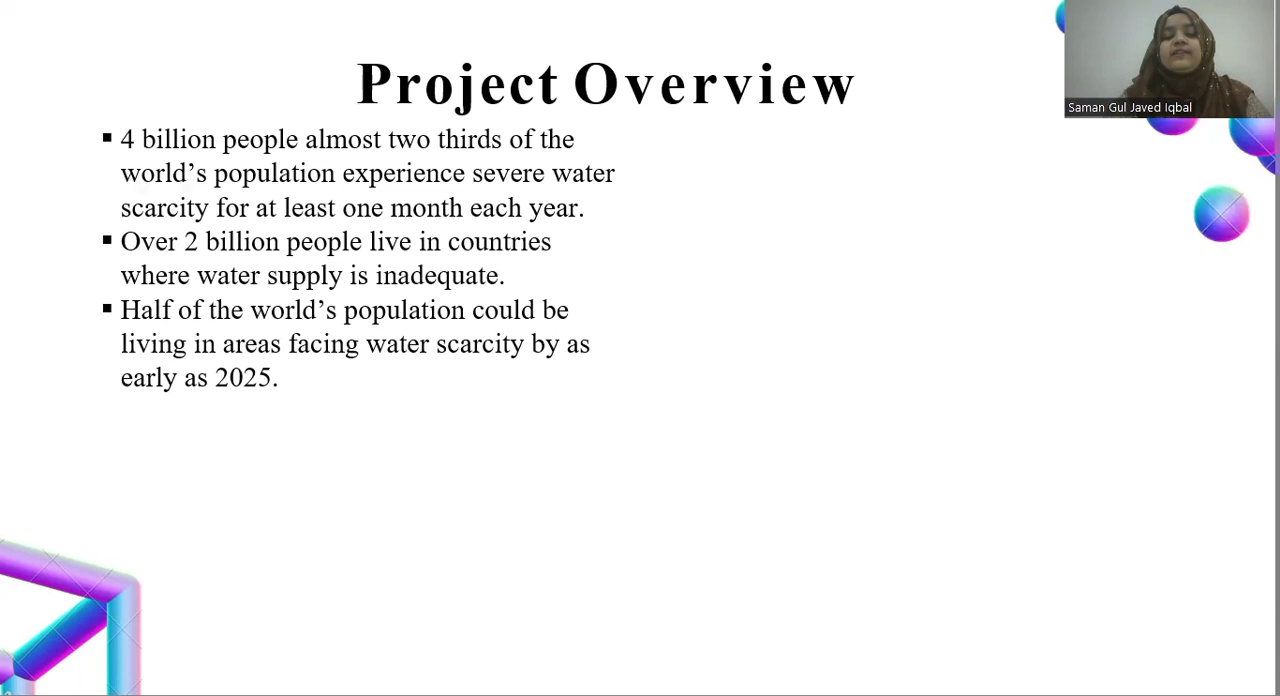 Project Overview
Saman Gul Javed Iqbal
▪ 4 billion people almost two thirds of the
world’s population experience severe water
scarcity for at least one month each year.
▪ Over 2 billion people live in countries
where water supply is inadequate.
▪ Half of the world’s population could be
living in areas facing water scarcity by as
early as 2025.